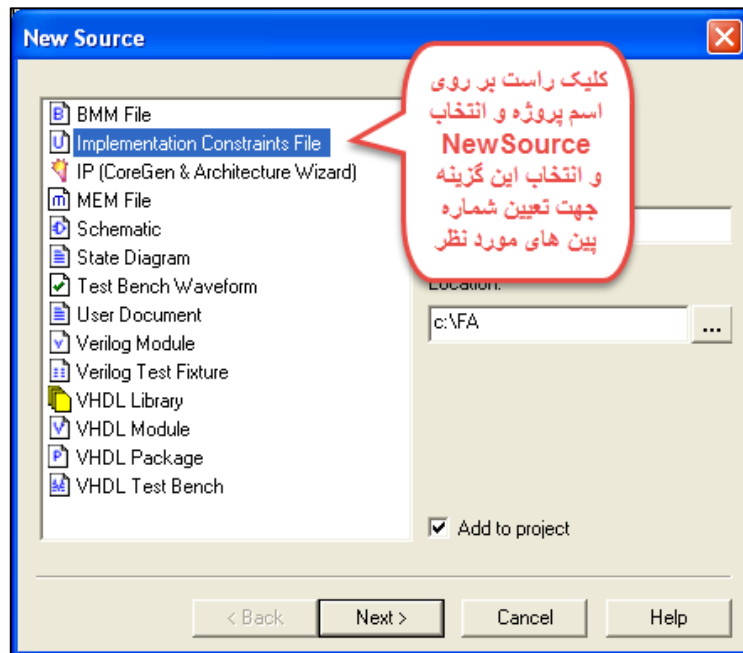 New Source
BMM File
Implementation Constraints File
IP (CoreGen & Architecture Wizard)
MEM File
Schematic
State Diagram
Test Bench Waveform
User Document
Verilog Module
Verilog Test Fixture
VHDL Library
VHDL Module
VHDL Package
VHDL Test Bench
کلیک راست بر روی
اسم پروژه و انتخاب
NewSource
و انتخاب این گزینه
جهت تعیین شماره
پین های مورد نظر
Location:
c:\FA
...
Add to project
< Back
Next >
Cancel
Help